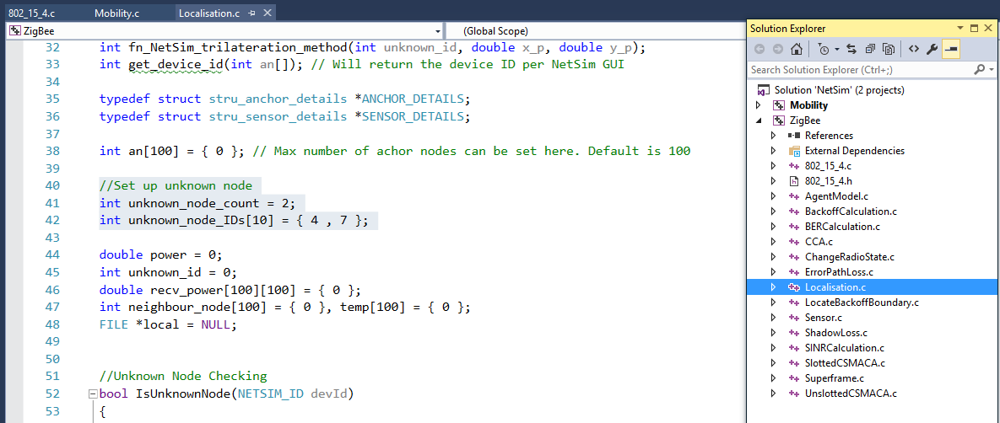 802_15_4.c Mobility.c Localisation.c
ZigBee (Global Scope)
32 int fn_NetSim_trilateration_method(int unknown_id, double x_p, double y_p);
33 int get_device_id(int an[]); // Will return the device ID per NetSim GUI
34
35 typedef struct stru_anchor_details *ANCHOR_DETAILS;
36 typedef struct stru_sensor_details *SENSOR_DETAILS;
37
38 int an[100] = { 0 }; // Max number of achor nodes can be set here. Default is 100
39
40 //Set up unknown node
41 int unknown_node_count = 2;
42 int unknown_node_IDs[10] = { 4 , 7 };
43
44 double power = 0;
45 int unknown_id = 0;
46 double recv_power[100][100] = { 0 };
47 int neighbour_node[100] = { 0 }, temp[100] = { 0 };
48 FILE *local = NULL;
49
50
51 //Unknown Node Checking
52 bool IsUnknownNode(NETSIM_ID devId)
53 {
Solution Explorer
Search Solution Explorer (Ctrl+;)
Solution 'NetSim' (2 projects)
Mobility
ZigBee
References
External Dependencies
802_15_4.c
802_15_4.h
AgentModel.c
BackoffCalculation.c
BERCalculation.c
CCA.c
ChangeRadioState.c
ErrorPathLoss.c
Localisation.c
LocateBackoffBoundary.c
Sensor.c
ShadowLoss.c
SINRCalculation.c
SlottedCSMACA.c
Superframe.c
UnslottedCSMACA.c